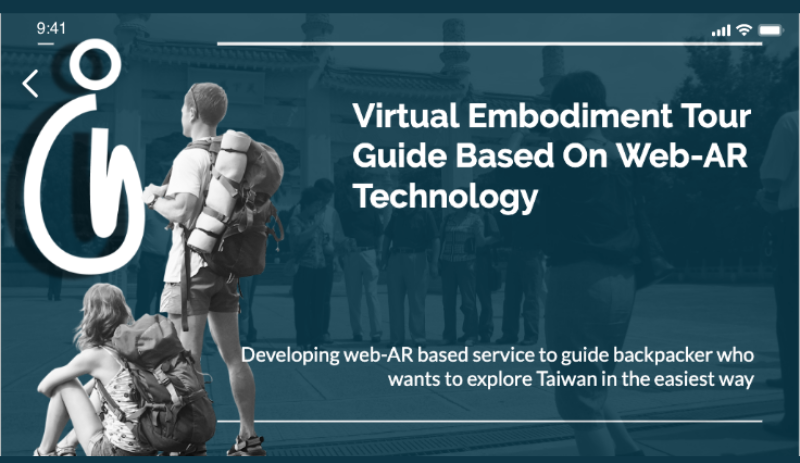 9:41
Virtual Embodiment Tour
Guide Based On Web-AR
Technology
Developing web-AR based service to guide backpacker who
wants to explore Taiwan in the easiest way